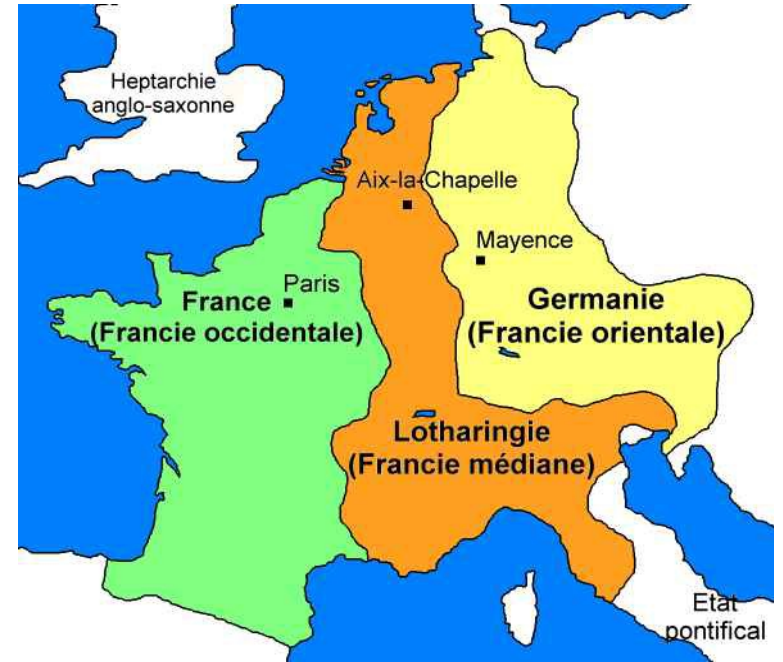 Heptarchie
anglo-saxonne
Aix-la-Chapelle
Mayence
Paris
France
(Francie occidentale)
Germanie
(Francie orientale)
Lotharingie
(Francie médiane)
Etat
pontifical